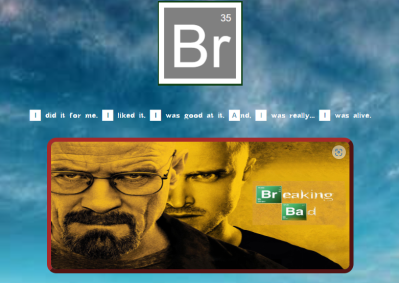 35
Br
I did it for me. I liked it. I was good at it. And, I was really... I was alive.
Breaking
Bad